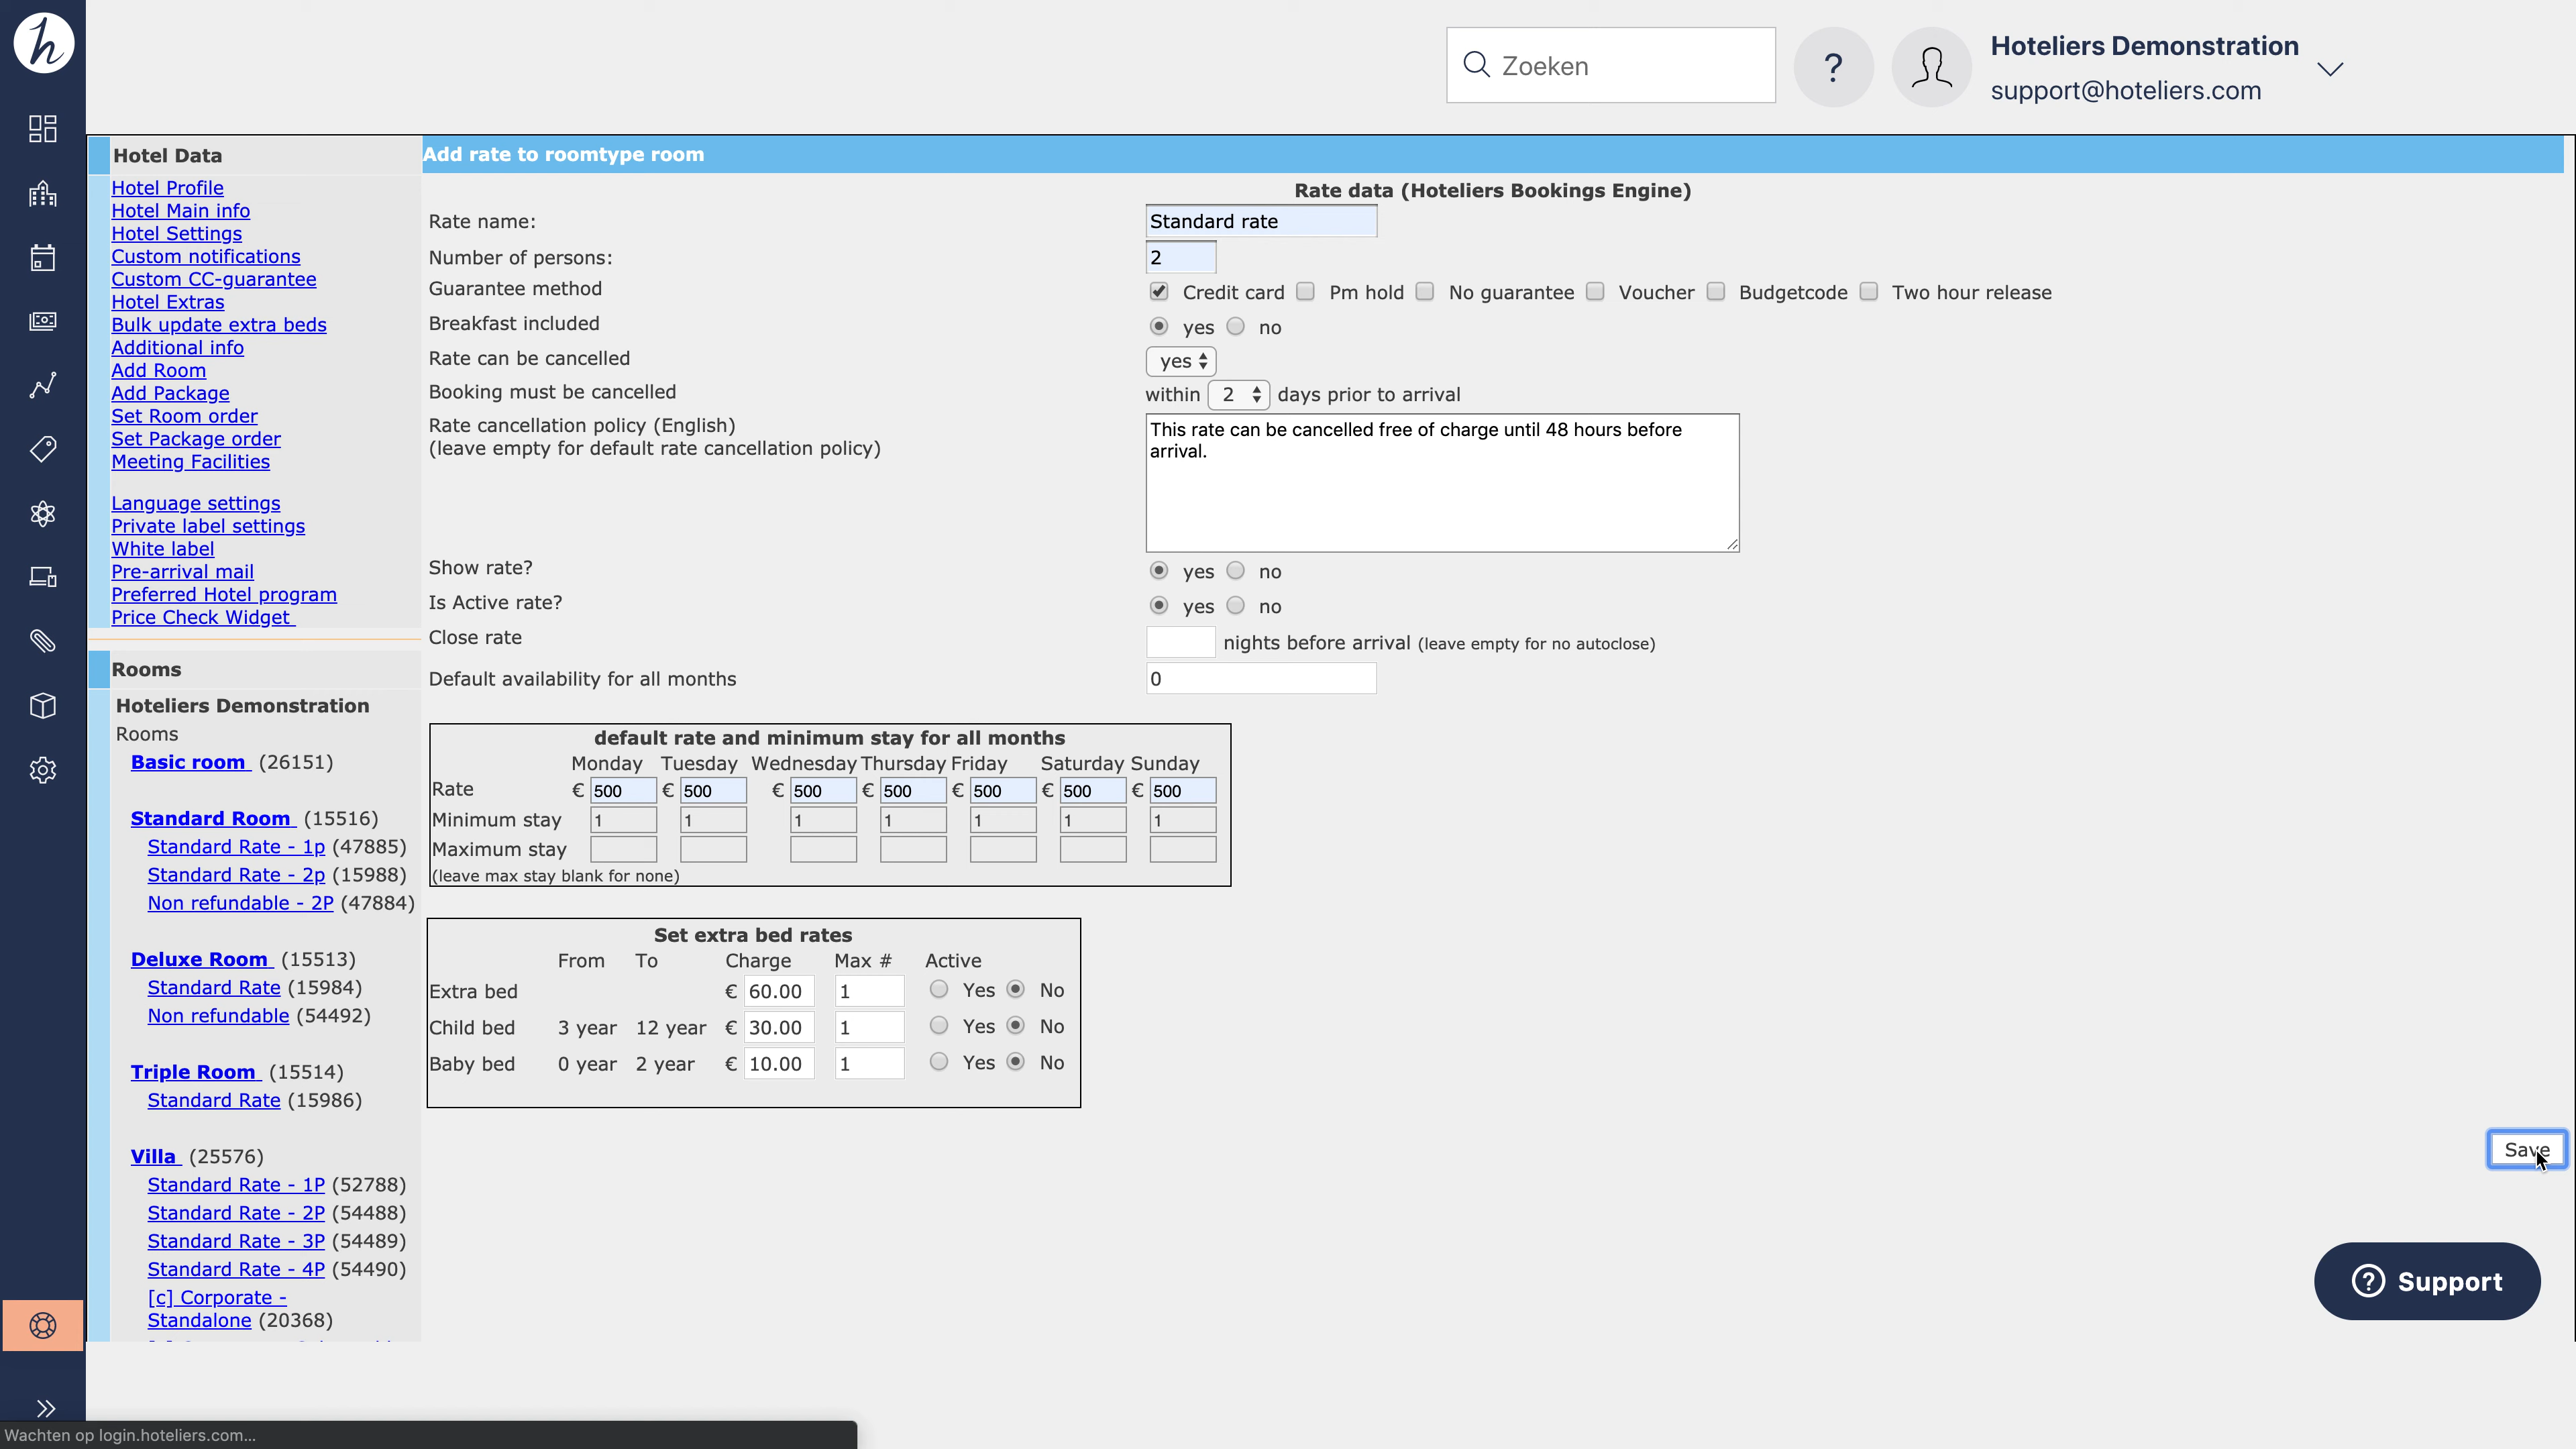 h
Zoeken
?
Hoteliers Demonstration
support@hoteliers.com
Hotel Data
Hotel Profile
Hotel Main info
Hotel Settings
Custom notifications
Custom CC-guarantee
Hotel Extras
Bulk update extra beds
Additional info
Add Room
Add Package
Set Room order
Set Package order
Meeting Facilities
Language settings
Private label settings
White label
Pre-arrival mail
Preferred Hotel program
Price Check Widget
Rooms
Hoteliers Demonstration
Rooms
Basic room (26151)
Standard Room (15516)
Standard Rate - 1p (47885)
Standard Rate - 2p (15988)
Non refundable - 2P (47884)
Deluxe Room (15513)
Standard Rate (15984)
Non refundable (54492)
Triple Room (15514)
Standard Rate (15986)
Villa (25576)
Standard Rate - 1P (52788)
Standard Rate - 2P (54488)
Standard Rate - 3P (54489)
Standard Rate - 4P (54490)
[c] Corporate -
Standalone (20368)
Add rate to roomtype room
Rate data (Hoteliers Bookings Engine)
Rate name: Standard rate
Number of persons: 2
Guarantee method Credit card Pm hold No guarantee Voucher Budgetcode Two hour release
Breakfast included yes no
Rate can be cancelled yes
Booking must be cancelled within 2 days prior to arrival
Rate cancellation policy (English)
(leave empty for default rate cancellation policy)
This rate can be cancelled free of charge until 48 hours before
arrival.
Show rate? yes no
Is Active rate? yes no
Close rate nights before arrival (leave empty for no autoclose)
Default availability for all months 0
default rate and minimum stay for all months
Monday Tuesday Wednesday Thursday Friday Saturday Sunday
Rate € 500 € 500 € 500 € 500 € 500 € 500 € 500
Minimum stay 1 1 1 1 1 1 1
Maximum stay
(leave max stay blank for none)
Set extra bed rates
From To Charge Max # Active
Extra bed € 60.00 1 Yes No
Child bed 3 year 12 year € 30.00 1 Yes No
Baby bed 0 year 2 year € 10.00 1 Yes No
Save
? Support
Wachten op login.hoteliers.com...